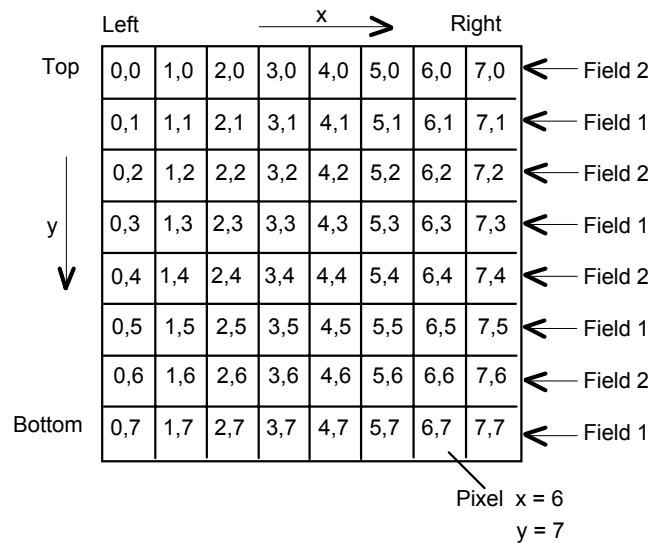 Left x Right
Top 0,0 1,0 2,0 3,0 4,0 5,0 6,0 7,0 Field 2
0,1 1,1 2,1 3,1 4,1 5,1 6,1 7,1 Field 1
0,2 1,2 2,2 3,2 4,2 5,2 6,2 7,2 Field 2
y 0,3 1,3 2,3 3,3 4,3 5,3 6,3 7,3 Field 1
0,4 1,4 2,4 3,4 4,4 5,4 6,4 7,4 Field 2
0,5 1,5 2,5 3,5 4,5 5,5 6,5 7,5 Field 1
0,6 1,6 2,6 3,6 4,6 5,6 6,6 7,6 Field 2
Bottom 0,7 1,7 2,7 3,7 4,7 5,7 6,7 7,7 Field 1
Pixel x = 6
y = 7